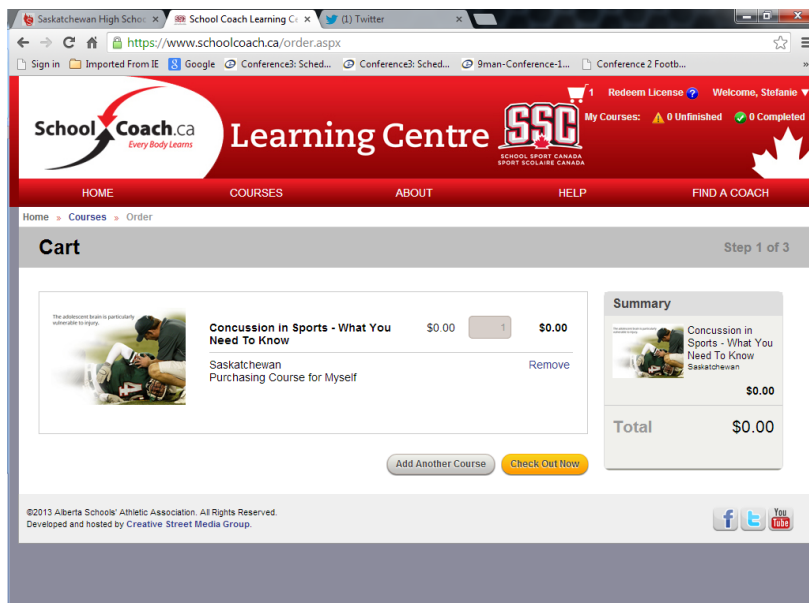 Saskatchewan High Schoo
School Coach Learning Ce
(1) Twitter
https://www.schoolcoach.ca/order.aspx
Sign in Imported From IE Google Conference3: Sched... Conference3: Sched... 9man-Conference-1... Conference 2 Footb... »
1 Redeem License ? Welcome, Stefanie ▼
My Courses: 0 Unfinished 0 Completed
School Coach.ca
Every Body Learns
Learning Centre
SSC
SCHOOL SPORT CANADA
SPORT SCOLAIRE CANADA
HOME COURSES ABOUT HELP FIND A COACH
Home » Courses » Order
Cart Step 1 of 3
The adolescent brain is particularly
vulnerable to injury.
4
Concussion in Sports - What You
Need To Know
$0.00 1 $0.00
Saskatchewan
Purchasing Course for Myself
Remove
Add Another Course Check Out Now
Summary
Concussion in
Sports - What You
Need To Know
Saskatchewan
$0.00
Total $0.00
©2013 Alberta Schools' Athletic Association. All Rights Reserved.
Developed and hosted by Creative Street Media Group.
You
Tube